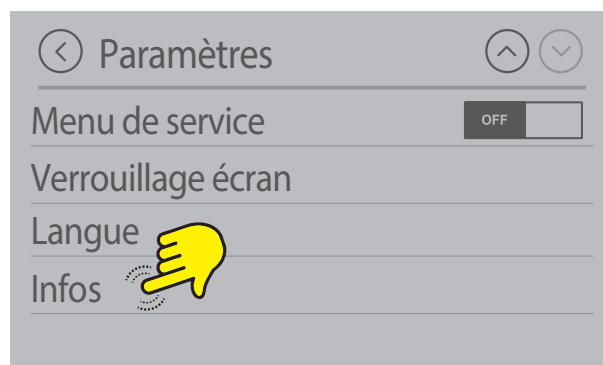 Paramètres
Menu de service OFF
Verrouillage écran
Langue
Infos